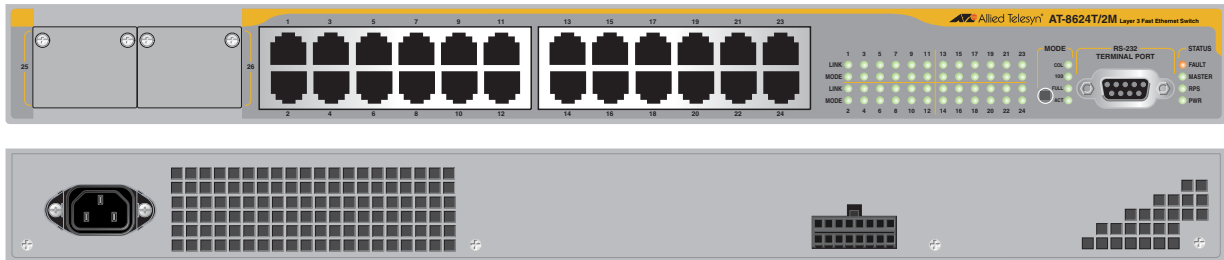 Allied Telesyn® AT-8624T/2M Layer 3 Fast Ethernet Switch
1 3 5 7 9 11 13 15 17 19 21 23
25
26
2 4 6 8 10 12 14 16 18 20 22 24
1 3 5 7 9 11 13 15 17 19 21 23
LINK
MODE
LINK
MODE
2 4 6 8 10 12 14 16 18 20 22 24
MODE
COL
100
FULL
ACT
RS-232
TERMINAL PORT
STATUS
FAULT
MASTER
RPS
PWR